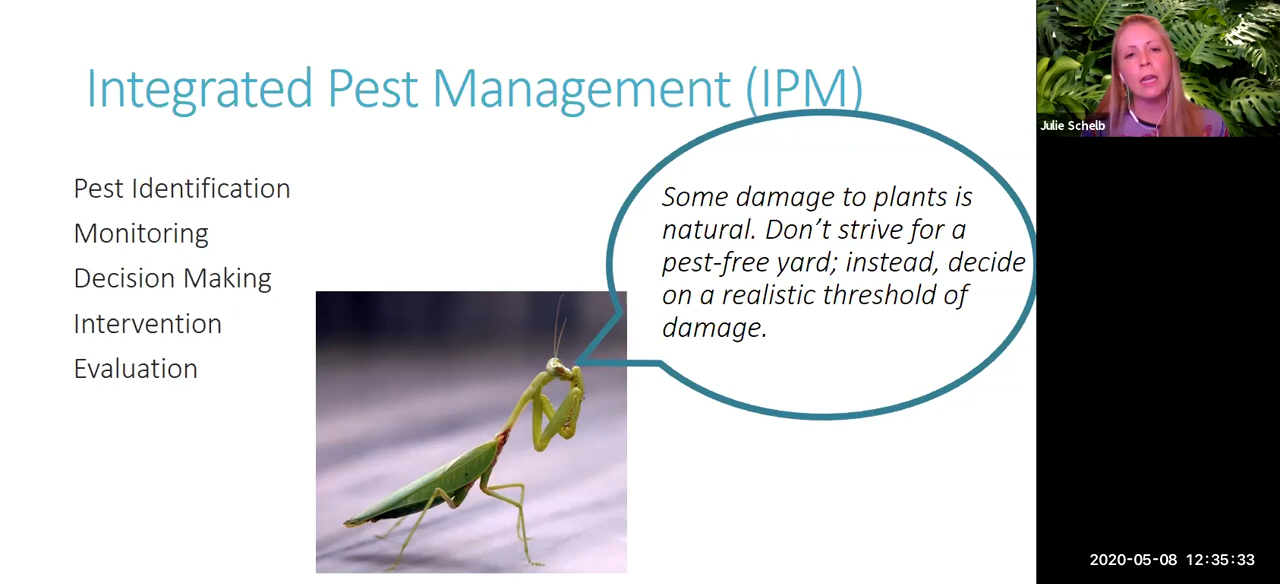 Integrated Pest Management (IPM)
Pest Identification
Monitoring
Decision Making
Intervention
Evaluation
Some damage to plants is
natural. Don’t strive for a
pest-free yard; instead, decide
on a realistic threshold of
damage.
Julie Schelb
2020-05-08 12:35:33